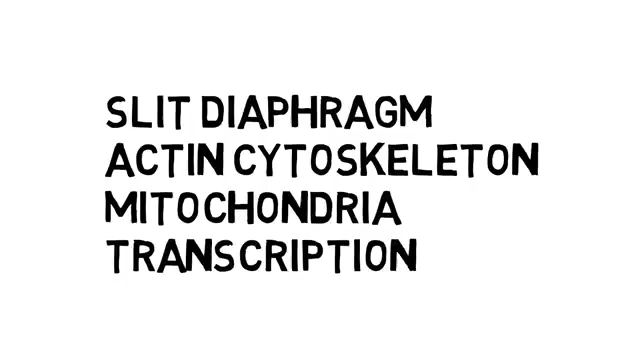 SLIT DIAPHRAGM
ACTIN CYTOSKELETON
MITOCHONDRIA
TRANSCRIPTION